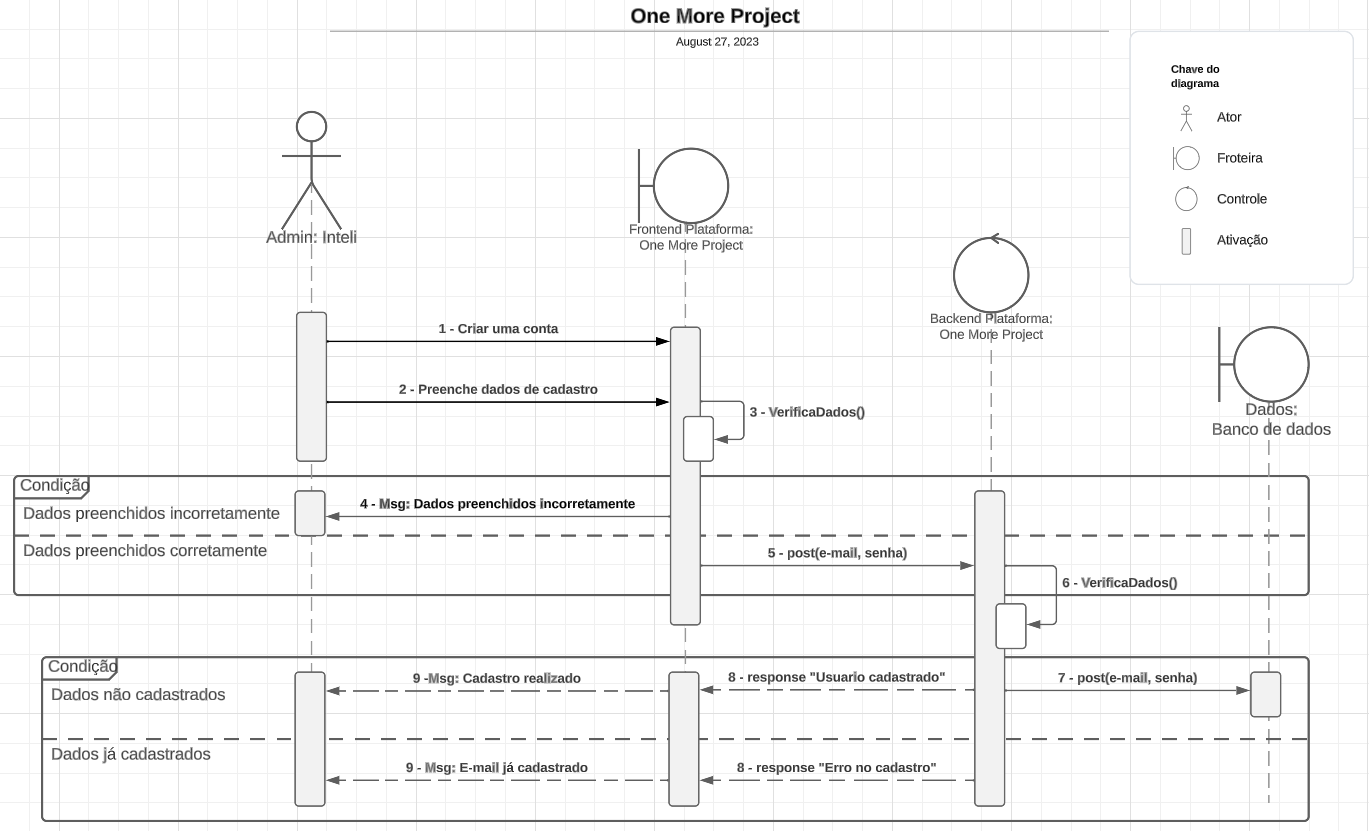 One More Project
August 27, 2023
Chave do
diagrama
Ator
Froteira
Controle
Ativação
Admin: Inteli
Frontend Plataforma:
One More Project
Backend Plataforma:
One More Project
Dados:
Banco de dados
1 - Criar uma conta
2 - Preenche dados de cadastro
3 - VerificaDados()
Condição
Dados preenchidos incorretamente
4 - Msg: Dados preenchidos incorretamente
Dados preenchidos corretamente
5 - post(e-mail, senha)
6 - VerificaDados()
Condição
Dados não cadastrados
9 -Msg: Cadastro realizado
8 - response "Usuario cadastrado"
7 - post(e-mail, senha)
Dados já cadastrados
9 - Msg: E-mail já cadastrado
8 - response "Erro no cadastro"